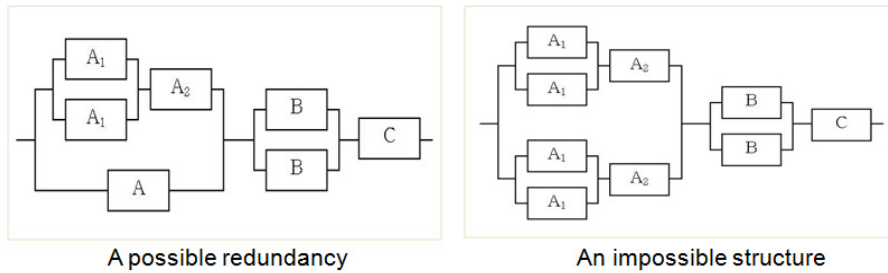 A₁
A₁
A₂
A
B
B
C
A possible redundancy
A₁
A₁
A₂
A₁
A₁
A₂
B
B
C
An impossible structure